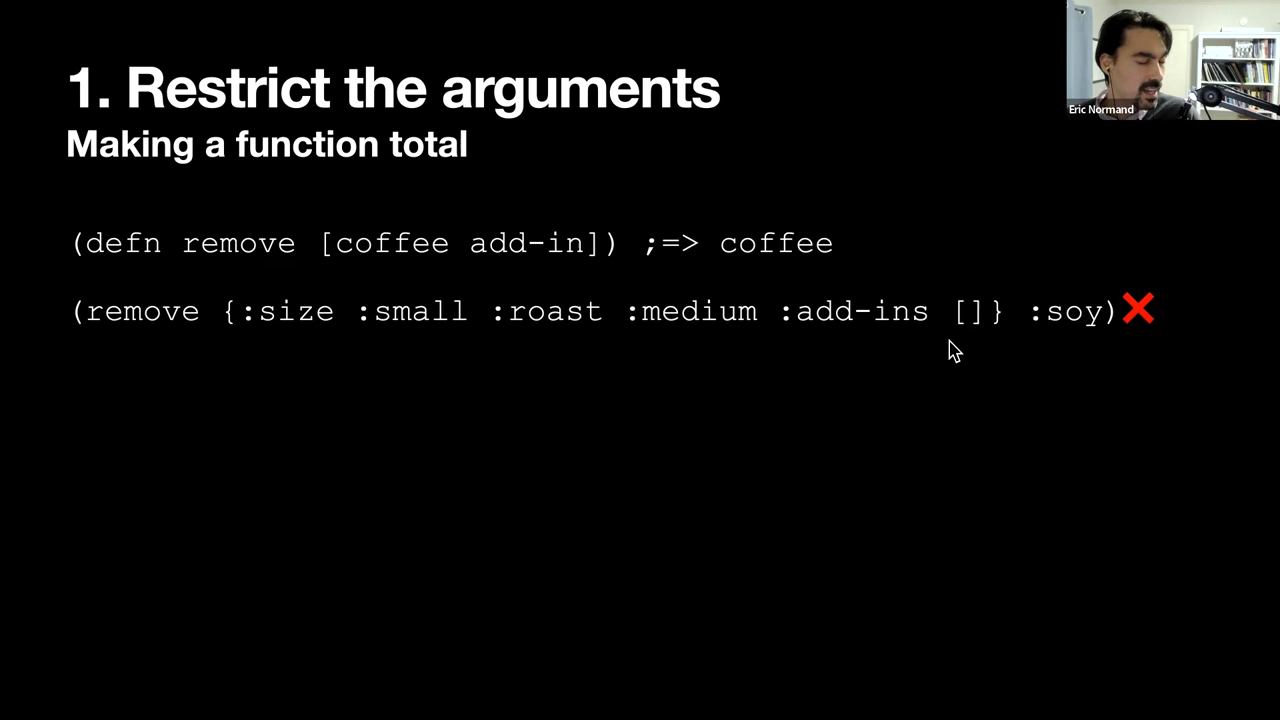 1. Restrict the arguments
Making a function total
(defn remove [coffee add-in]) ;=> coffee
(remove {:size :small :roast :medium :add-ins []} :soy)❌
Eric Normand